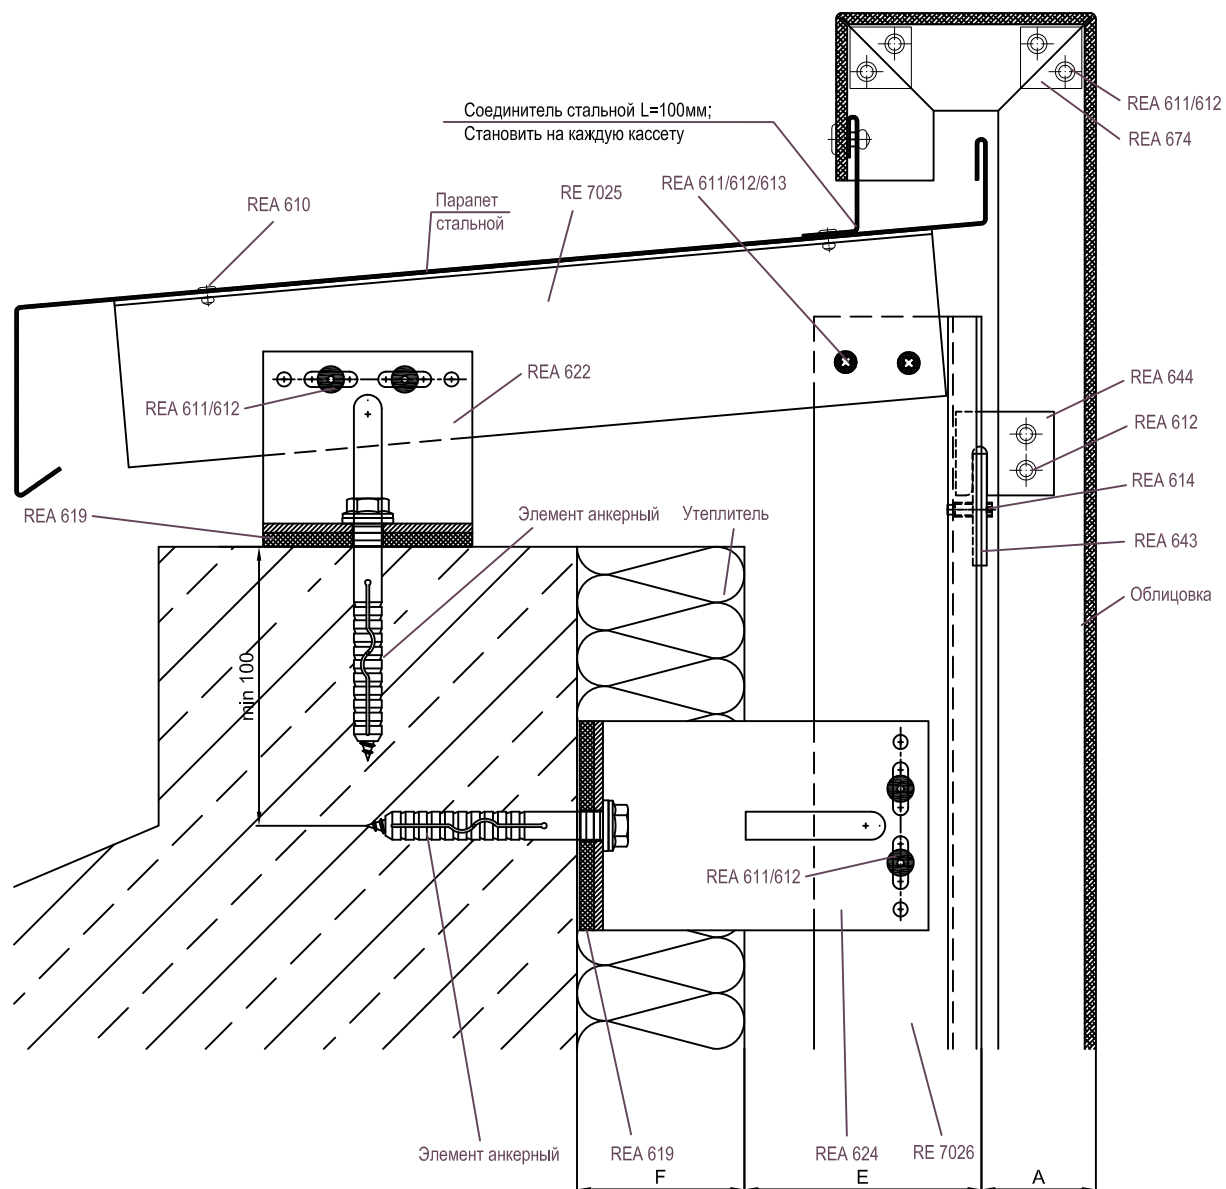 REA 611/612
Соединитель стальной L=100мм;
Становить на каждую кассету
REA 674
REA 611/612/613
RE 7025
Парапет
стальной
REA 610
REA 622
REA 644
REA 611/612
REA 612
REA 614
REA 619
Элемент анкерный
Утеплитель
REA 643
Облицовка
min 100
REA 611/612
Элемент анкерный
REA 619
REA 624
RE 7026
F
E
A